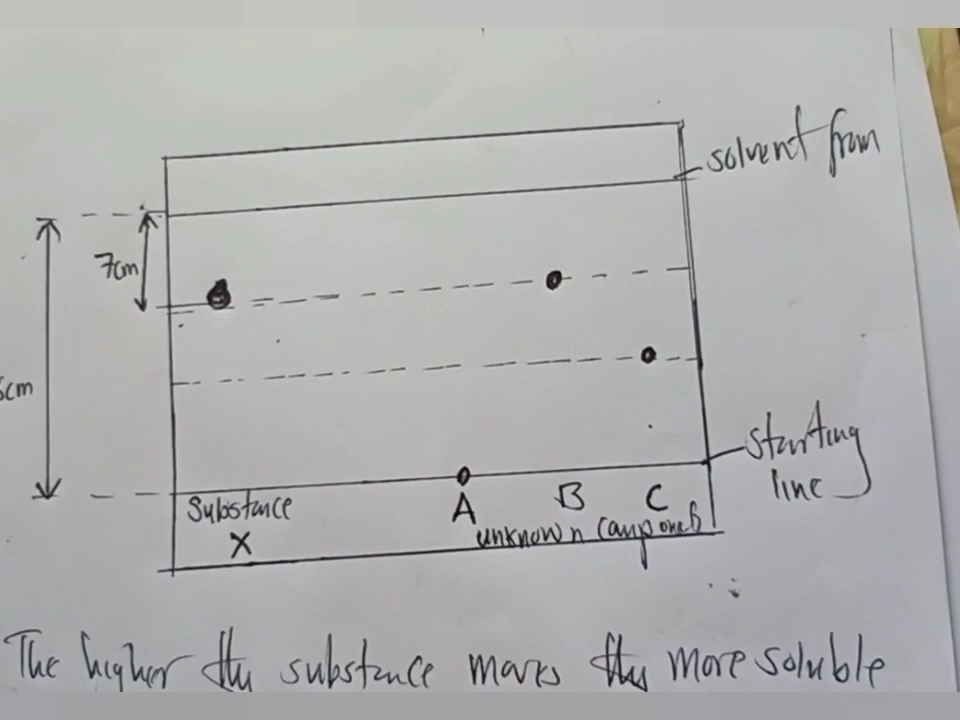 solvent from
7cm
cm
starting
line
Substance
X
A
B
C
unknown
The higher the substance moves the more soluble